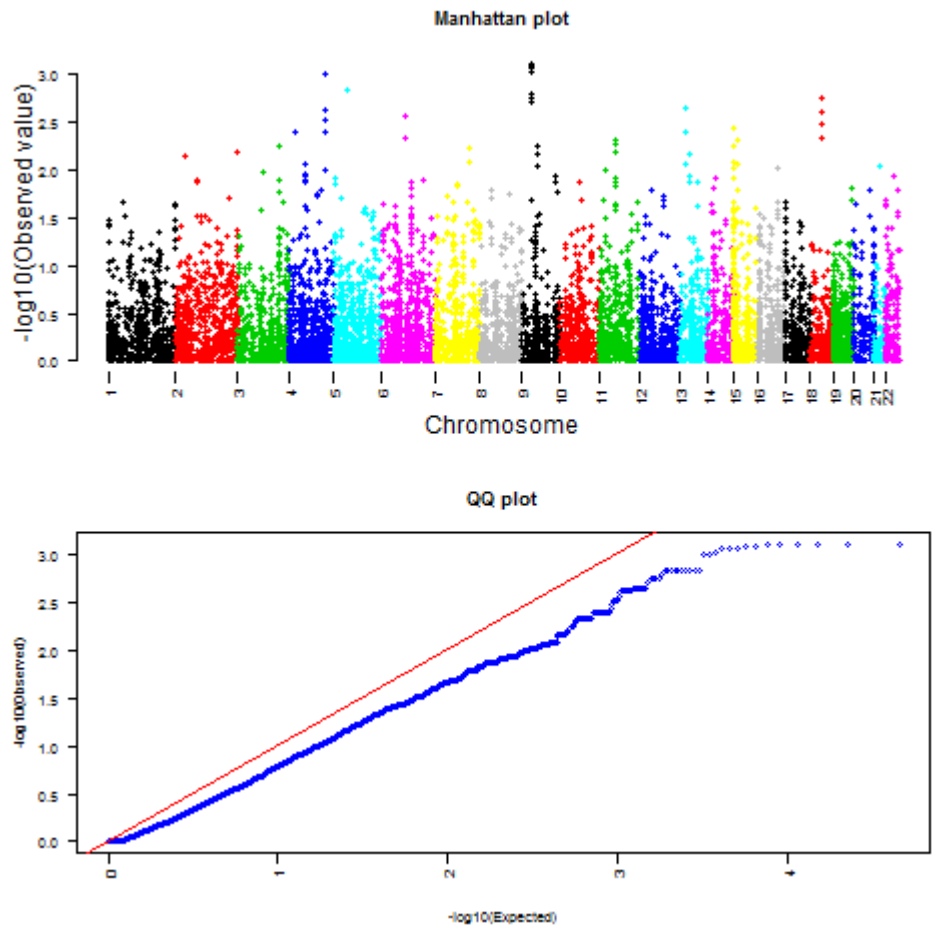 Manhattan plot
-log10(Observed value)
3.0
2.5
2.0
1.5
1.0
0.5
0.0
1 2 3 4 5 6 7 8 9 10 11 12 13 14 15 16 17 18 19 20 21 22
Chromosome
QQ plot
-log10(Observed)
3.0
2.5
2.0
1.5
1.0
0.5
0.0
0 1 2 3 4
-log10(Expected)